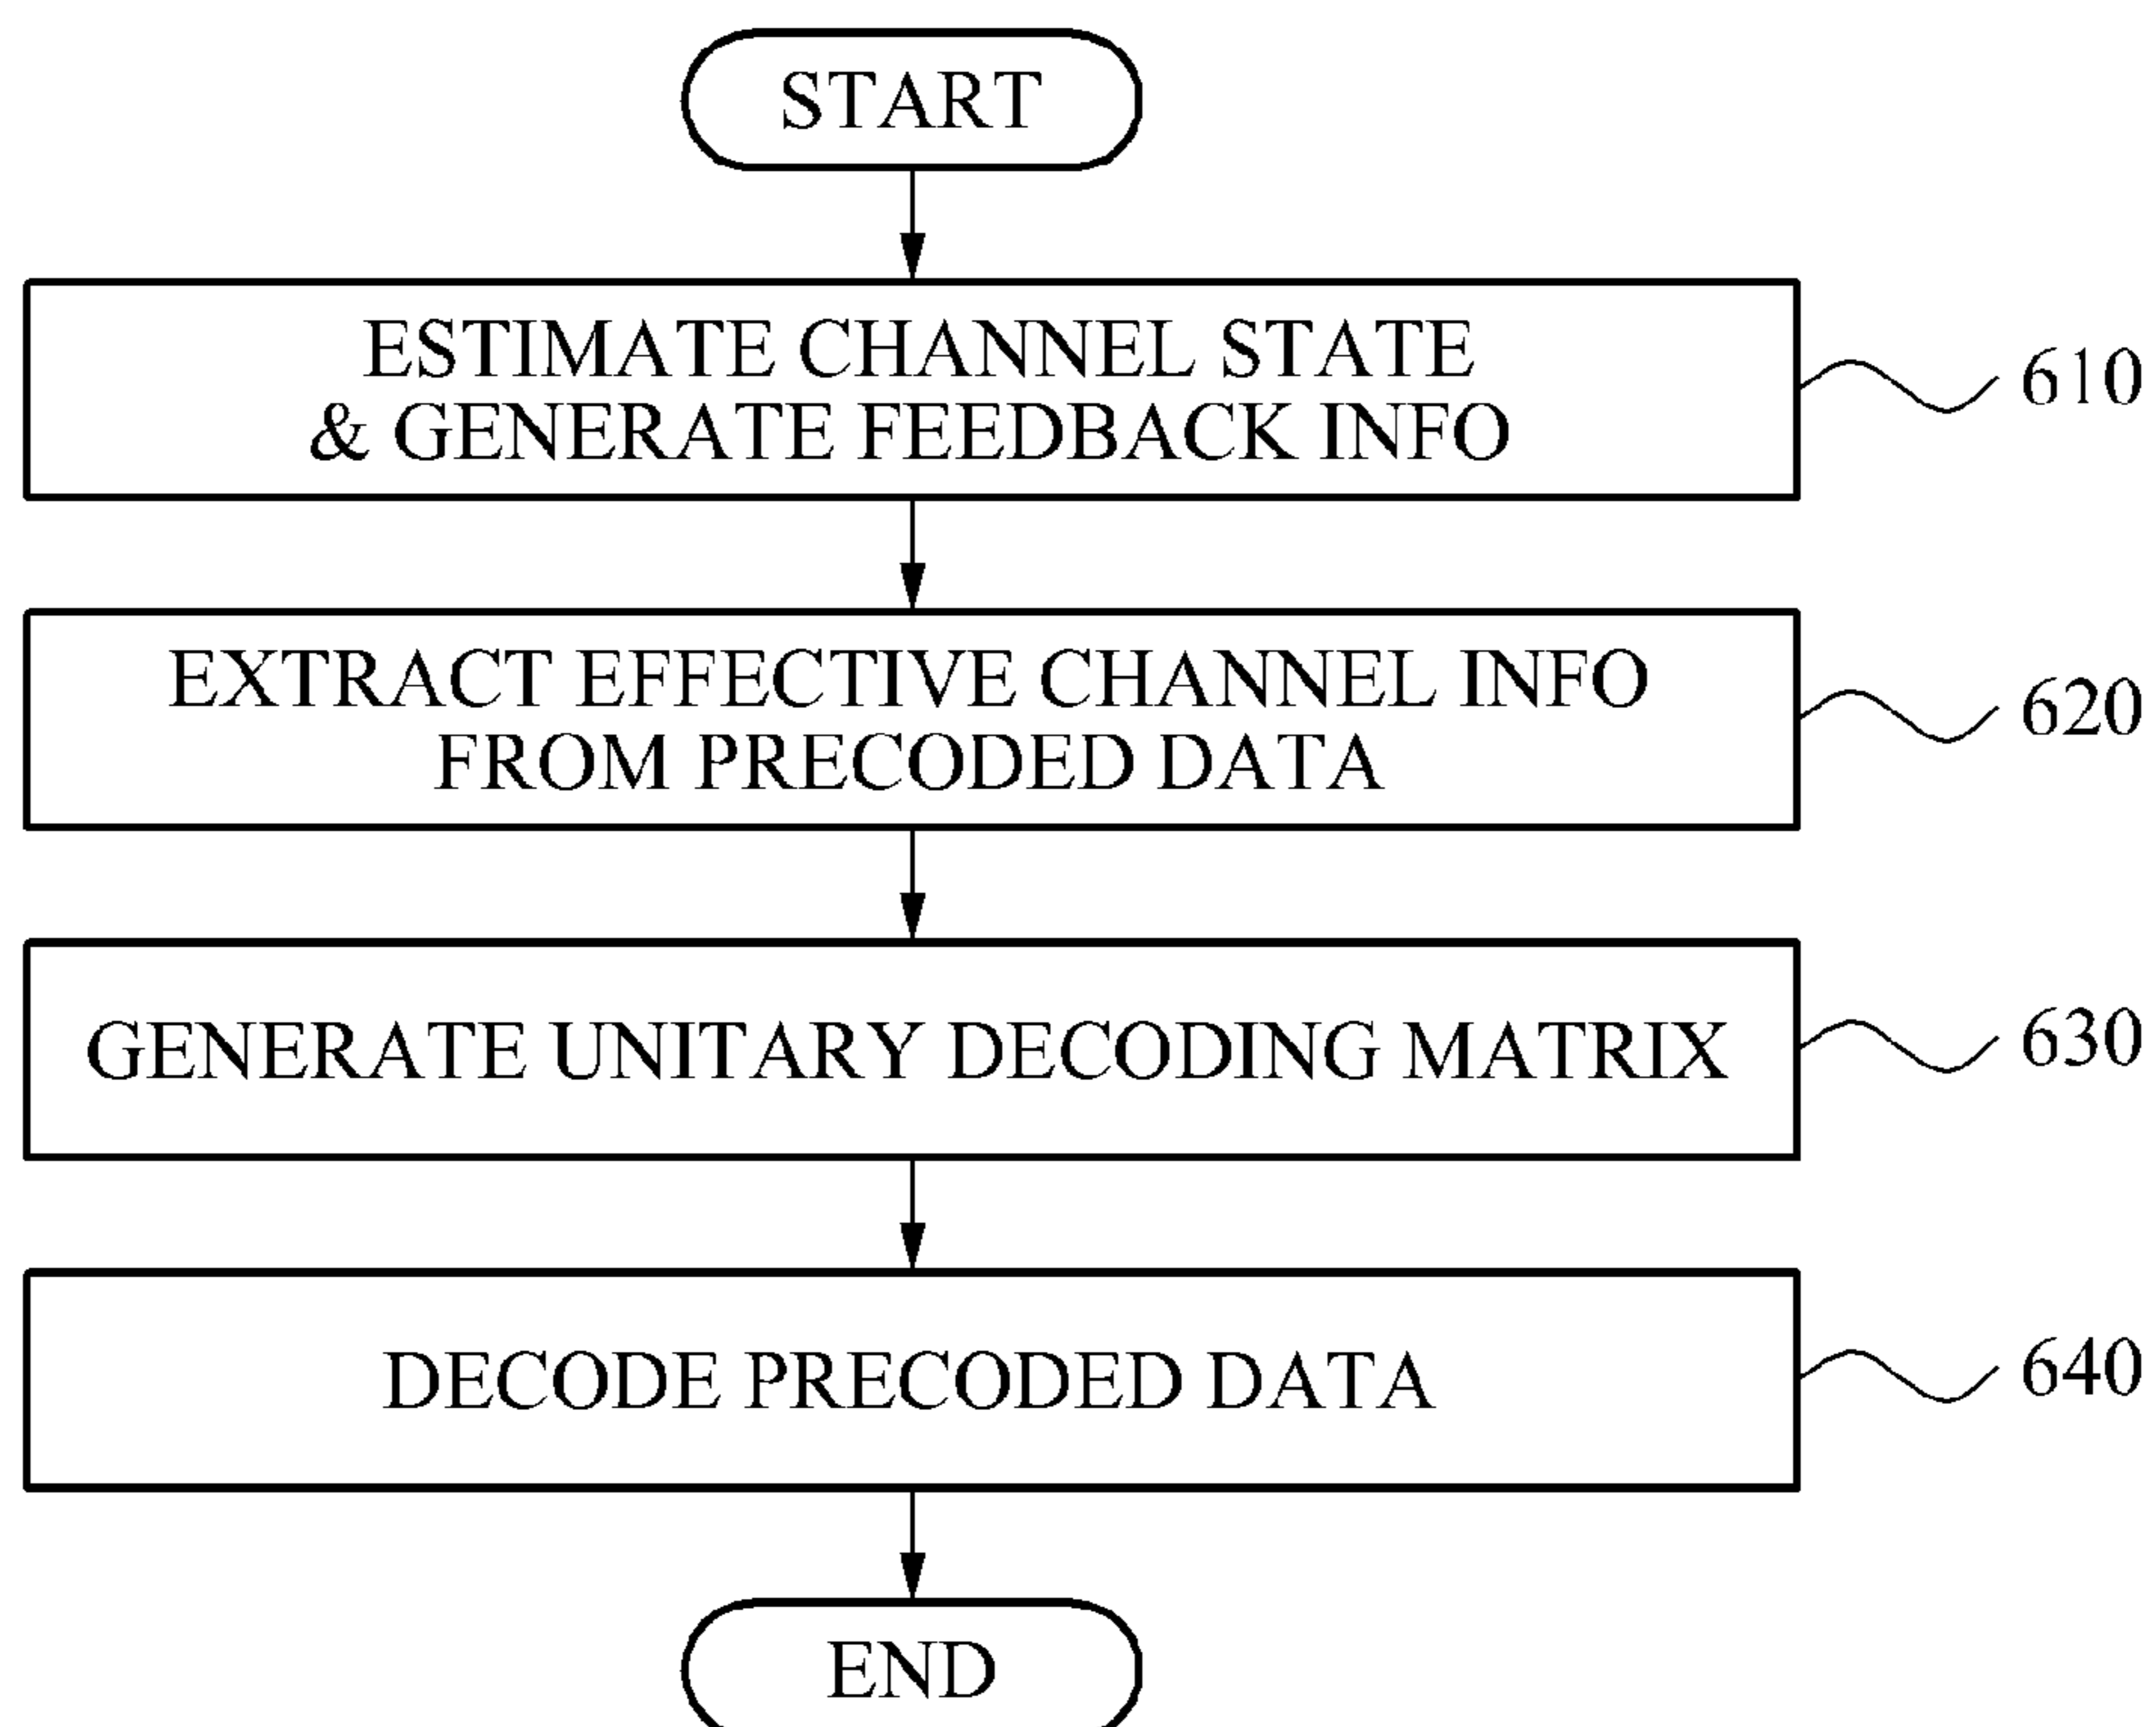 START
ESTIMATE CHANNEL STATE
& GENERATE FEEDBACK INFO
610
EXTRACT EFFECTIVE CHANNEL INFO
FROM PRECODED DATA
620
GENERATE UNITARY DECODING MATRIX
630
DECODE PRECODED DATA
640
END